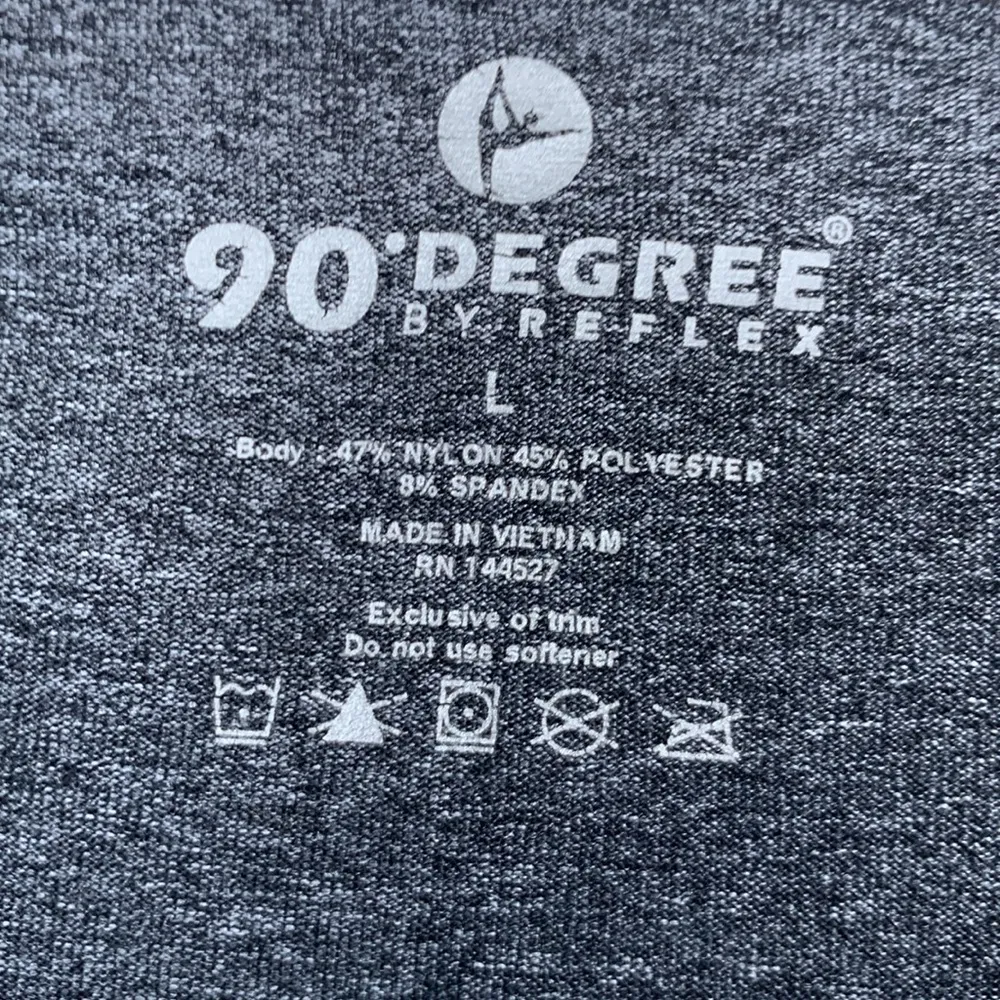 90°DEGREE®
BY REFLEX
L
Body : 47% NYLON 45% POLYESTER
8% SPANDEX
MADE IN VIETNAM
RN 144527
Exclusive of trim
Do not use softener